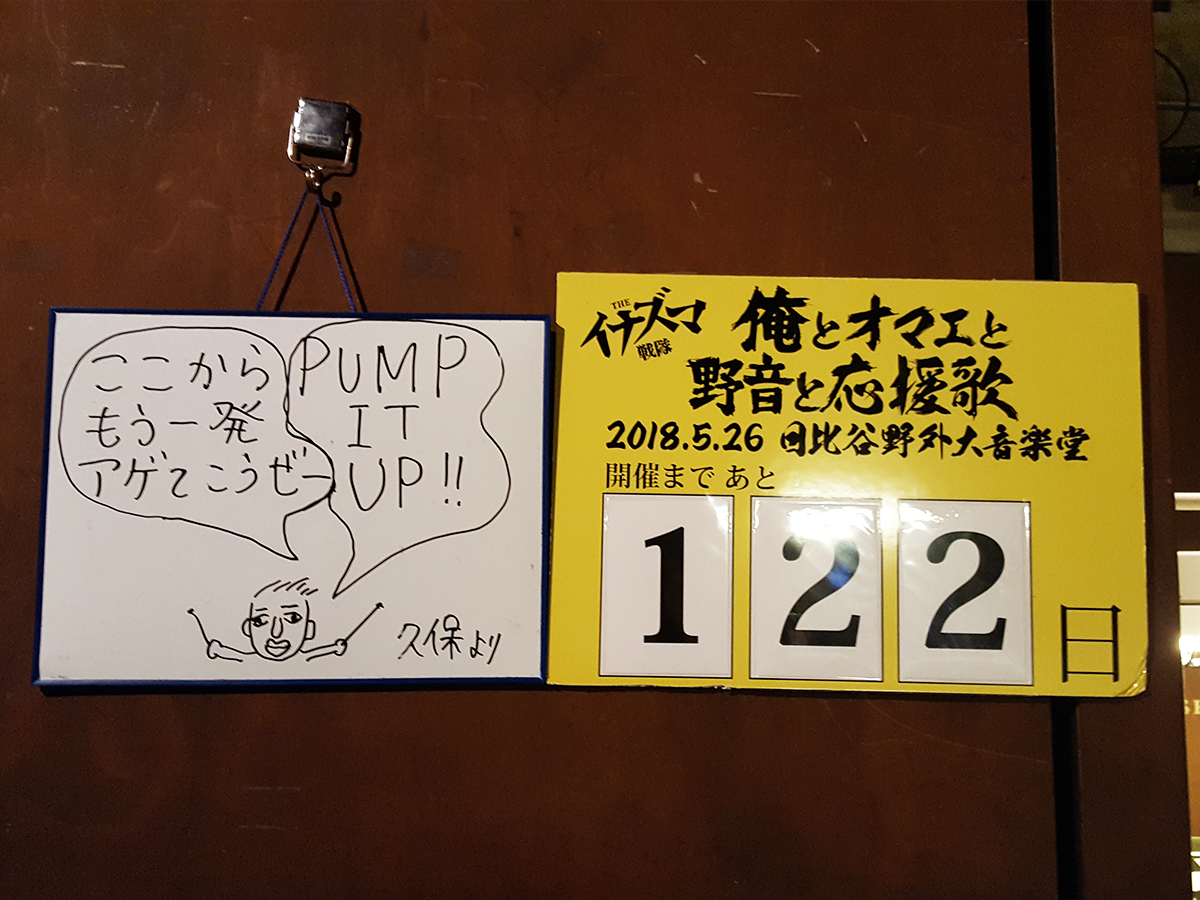 ここから
もう一発
アゲてこうぜー
PUMP
IT
UP!!
久保より
THE
イナズマ
戦隊
俺とオマエと
野音と応援歌
2018.5.26 日比谷野外大音楽堂
開催まで あと
1 2 2 日